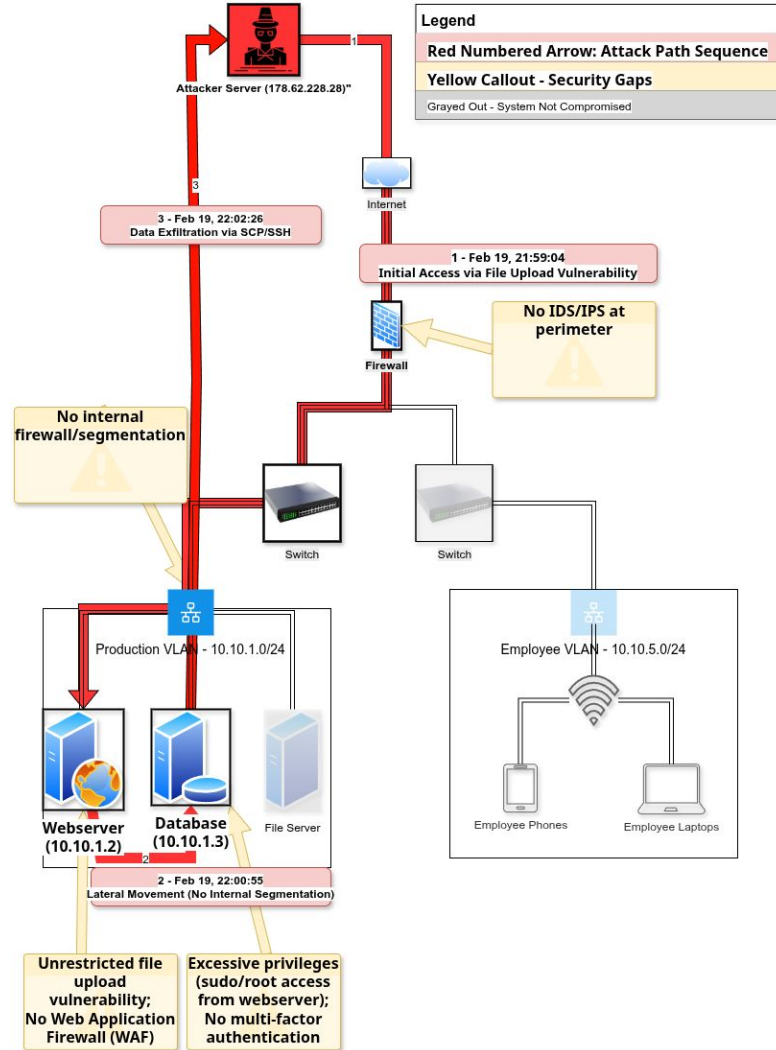 Legend
Red Numbered Arrow: Attack Path Sequence
Yellow Callout - Security Gaps
Grayed Out - System Not Compromised
Attacker Server (178.62.228.28)"
1
Internet
3
3 - Feb 19, 22:02:26
Data Exfiltration via SCP/SSH
1 - Feb 19, 21:59:04
Initial Access via File Upload Vulnerability
No IDS/IPS at
perimeter
Firewall
No internal
firewall/segmentation
Switch
Switch
Production VLAN - 10.10.1.0/24
Employee VLAN - 10.10.5.0/24
Webserver
(10.10.1.2)
Database
(10.10.1.3)
File Server
Employee Phones
Employee Laptops
2
2 - Feb 19, 22:00:55
Lateral Movement (No Internal Segmentation)
Unrestricted file
upload
vulnerability;
No Web Application
Firewall (WAF)
Excessive privileges
(sudo/root access
from webserver);
No multi-factor
authentication